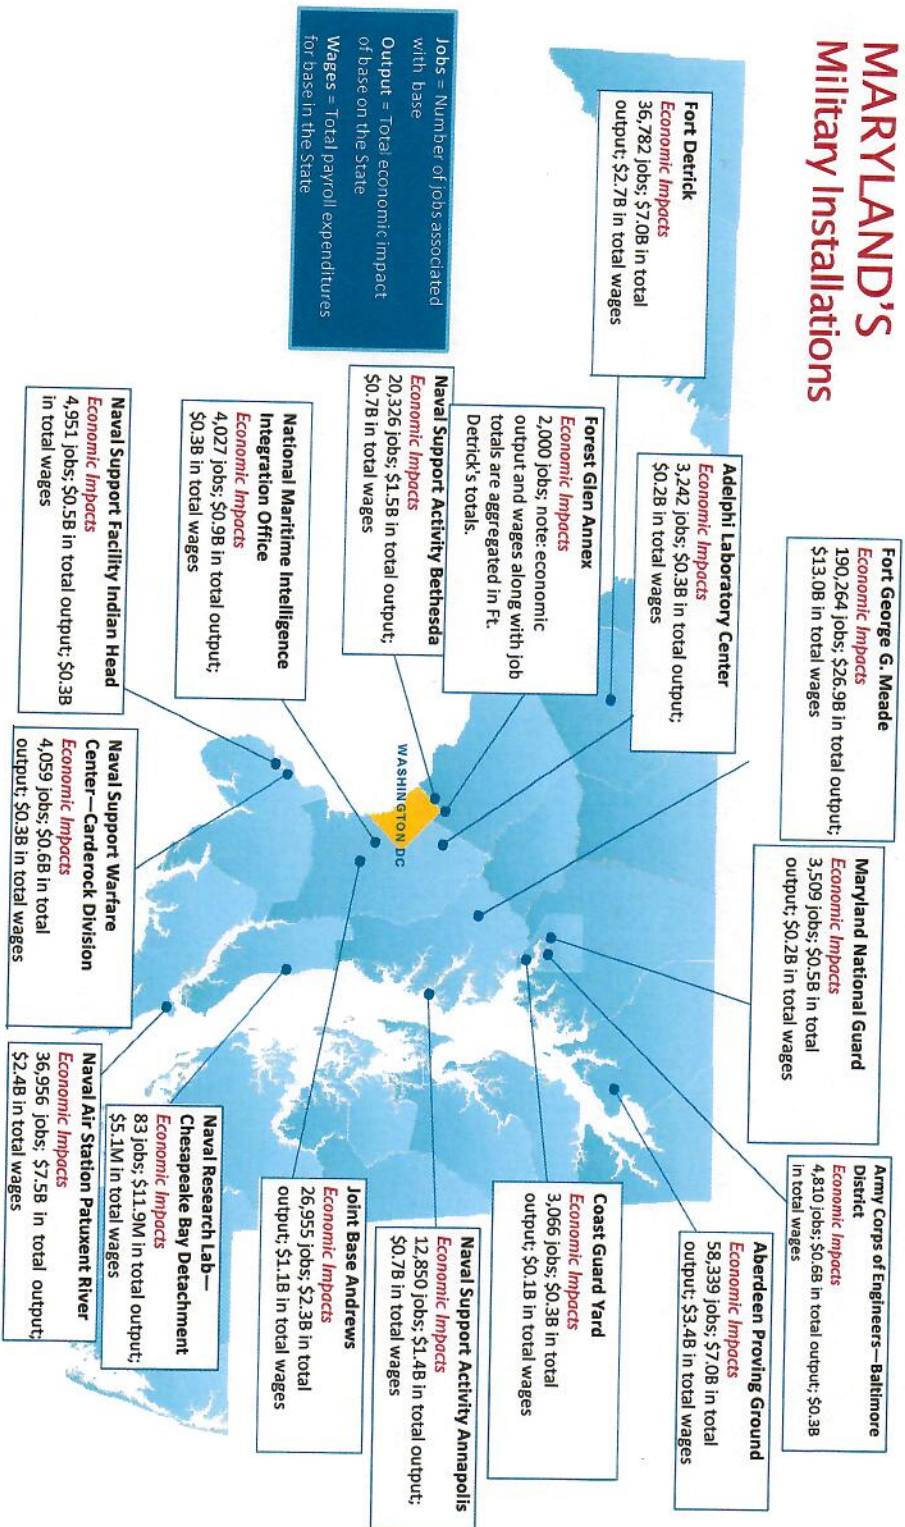 MARYLAND'S
Military Installations
Fort Detrick
Economic Impacts
36,782 jobs; $7.0B in total
output; $2.7B in total wages
Adelphi Laboratory Center
Economic Impacts
3,242 jobs; $0.3B in total output;
$0.2B in total wages
Fort George G. Meade
Economic Impacts
190,264 jobs; $26.9B in total output;
$13.0B in total wages
Maryland National Guard
Economic Impacts
3,509 jobs; $0.5B in total
output; $0.2B in total wages
Army Corps of Engineers—Baltimore
District
Economic Impacts
4,810 jobs; $0.6B in total output; $0.3B
in total wages
Aberdeen Proving Ground
Economic Impacts
58,339 jobs; $7.0B in total
output; $3.4B in total wages
Forest Glen Annex
Economic Impacts
2,000 jobs; note: economic
output and wages along with job
totals are aggregated in Ft.
Detrick's totals.
Coast Guard Yard
Economic Impacts
3,066 jobs; $0.3B in total
output; $0.1B in total wages
Jobs = Number of jobs associated
with base
Output = Total economic impact
of base on the State
Wages = Total payroll expenditures
for base in the State
Naval Support Activity Bethesda
Economic Impacts
20,326 jobs; $1.5B in total output;
$0.7B in total wages
WASHINGTON DC
Naval Support Activity Annapolis
Economic Impacts
12,850 jobs; $1.4B in total output;
$0.7B in total wages
National Maritime Intelligence
Integration Office
Economic Impacts
4,027 jobs; $0.9B in total output;
$0.3B in total wages
Joint Base Andrews
Economic Impacts
26,955 jobs; $2.3B in total
output; $1.1B in total wages
Naval Support Facility Indian Head
Economic Impacts
4,951 jobs; $0.5B in total output; $0.3B
in total wages
Naval Support Warfare
Center—Carderock Division
Economic Impacts
4,059 jobs; $0.6B in total
output; $0.3B in total wages
Naval Research Lab—
Chesapeake Bay Detachment
Economic Impacts
83 jobs; $11.9M in total output;
$5.1M in total wages
Naval Air Station Patuxent River
Economic Impacts
36,956 jobs; $7.5B in total output;
$2.4B in total wages